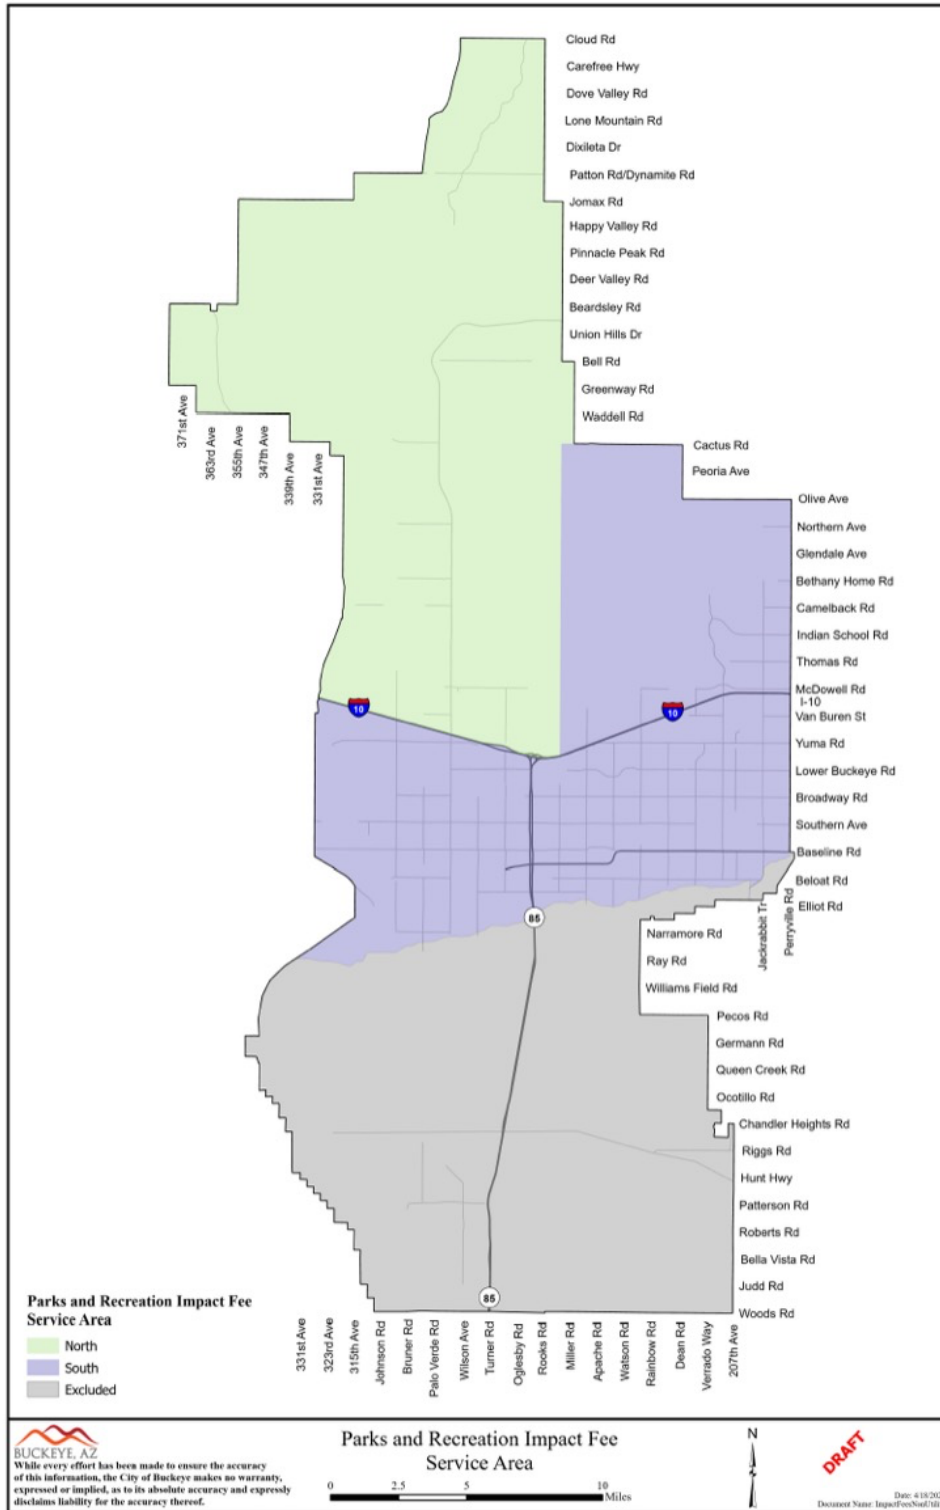 Cloud Rd
Carefree Hwy
Dove Valley Rd
Lone Mountain Rd
Dixileta Dr
Patton Rd/Dynamite Rd
Jomax Rd
Happy Valley Rd
Pinnacle Peak Rd
Deer Valley Rd
Beardsley Rd
Union Hills Dr
Bell Rd
Greenway Rd
Waddell Rd
371st Ave
363rd Ave
355th Ave
347th Ave
339th Ave
331st Ave
Cactus Rd
Peoria Ave
Olive Ave
Northern Ave
Glendale Ave
Bethany Home Rd
Camelback Rd
Indian School Rd
Thomas Rd
McDowell Rd
I-10
10
10
Van Buren St
Yuma Rd
Lower Buckeye Rd
Broadway Rd
Southern Ave
Baseline Rd
Beloat Rd
Elliot Rd
Jackrabbit Tr
Perryville Rd
85
Narramore Rd
Ray Rd
Williams Field Rd
Pecos Rd
Germann Rd
Queen Creek Rd
Ocotillo Rd
Chandler Heights Rd
Riggs Rd
Hunt Hwy
Patterson Rd
Roberts Rd
Bella Vista Rd
Judd Rd
Woods Rd
85
331st Ave
323rd Ave
315th Ave
Johnson Rd
Bruner Rd
Palo Verde Rd
Wilson Ave
Turner Rd
Oglesby Rd
Rooks Rd
Miller Rd
Apache Rd
Watson Rd
Rainbow Rd
Dean Rd
Verrado Way
207th Ave
Parks and Recreation Impact Fee
Service Area
North
South
Excluded
BUCKEYE, AZ
While every effort has been made to ensure the accuracy
of this information, the City of Buckeye makes no warranty,
expressed or implied, as to its absolute accuracy and expressly
disclaims liability for the accuracy thereof.
Parks and Recreation Impact Fee
Service Area
0 2.5 5 10
Miles
N
DRAFT
Date: 4/18/20
Document Name: